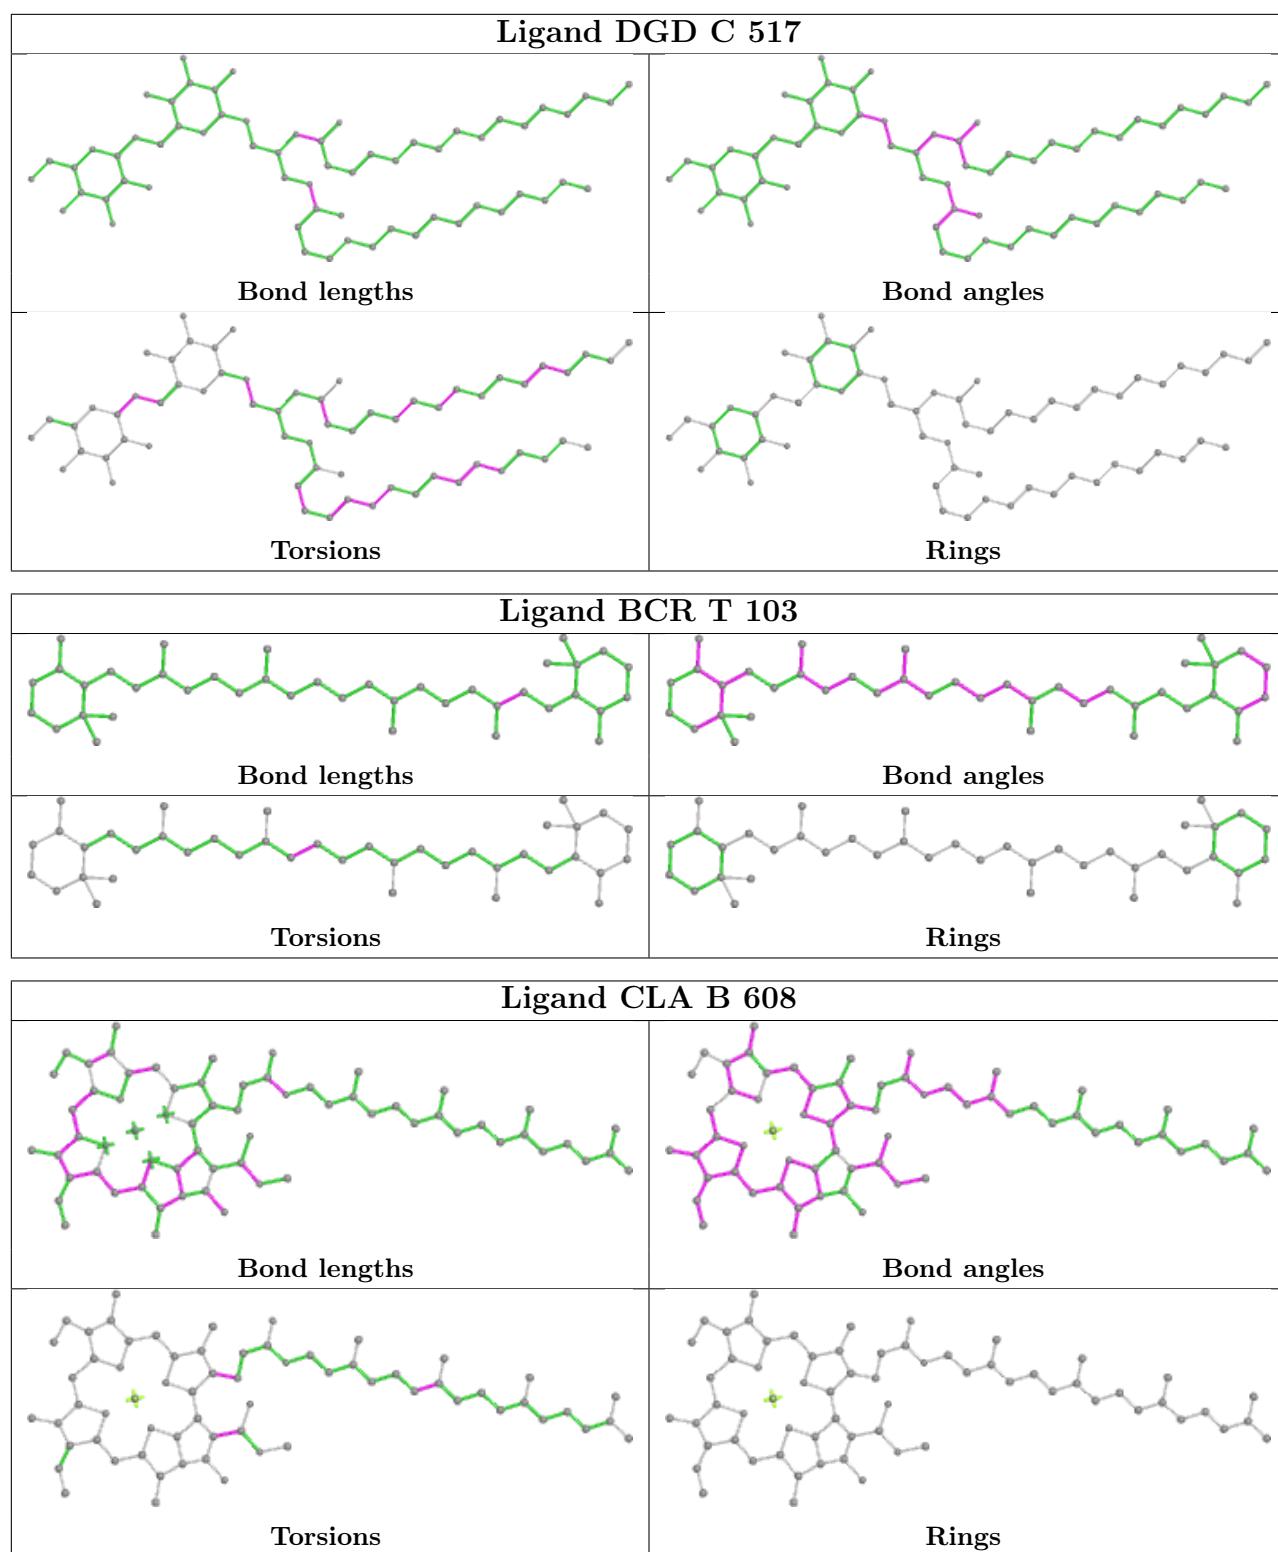 Ligand DGD C 517
Bond lengths
Bond angles
Torsions
Rings
Ligand BCR T 103
Bond lengths
Bond angles
Torsions
Rings
Ligand CLA B 608
Bond lengths
Bond angles
Torsions
Rings